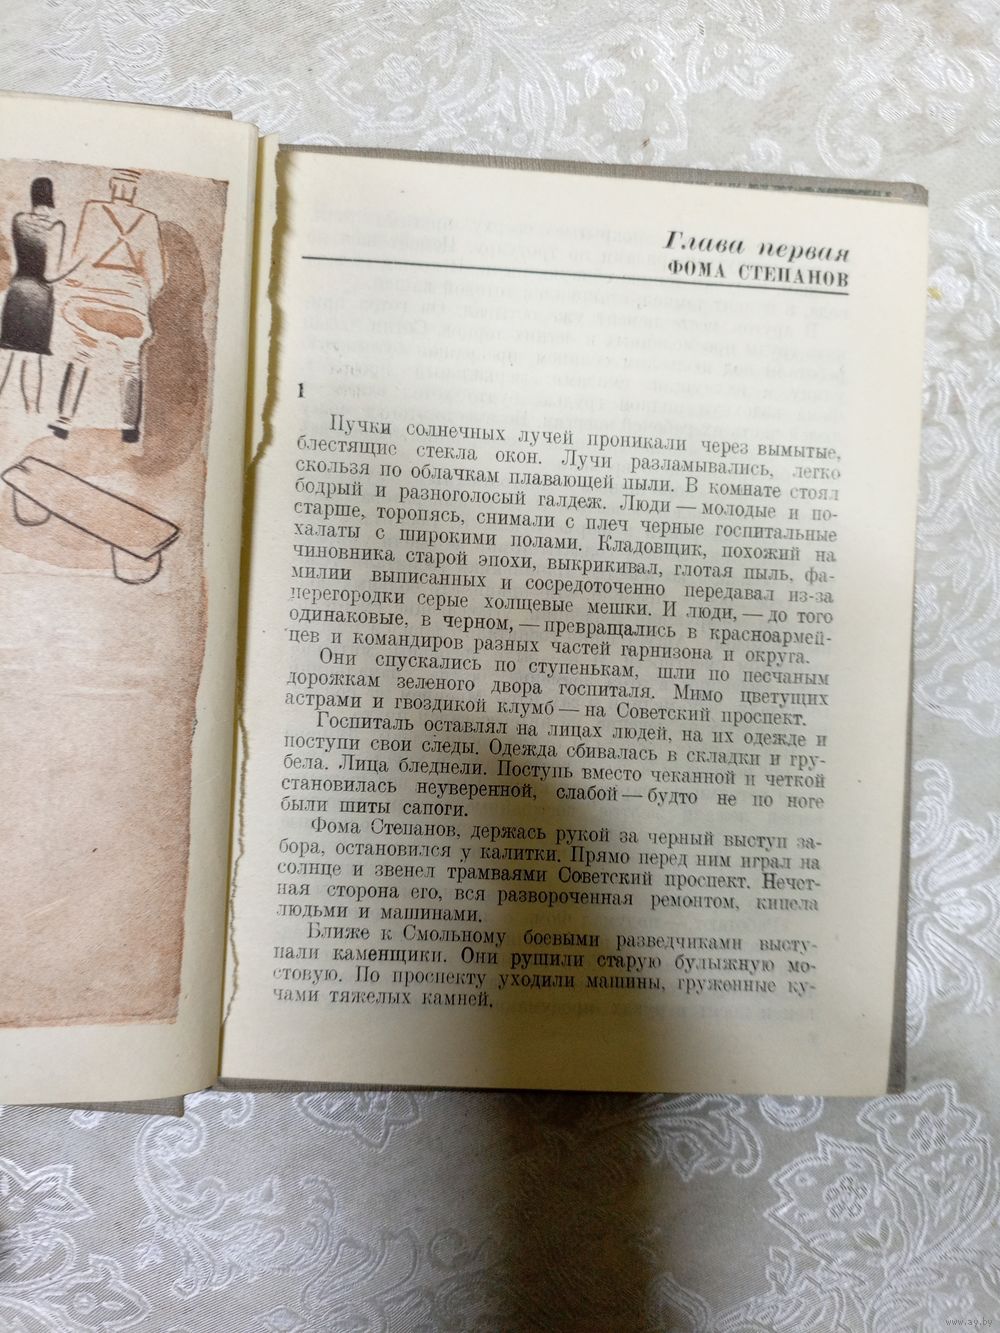 Глава первая
ФОМА СТЕПАНОВ
1
Пучки солнечных лучей проникали через вымытые,
блестящие стекла окон. Лучи разламывались, легко
скользя по облачкам плавающей пыли. В комнате стоял
бодрый и разноголосый галдеж. Люди — молодые и по-
старше, торопясь, снимали с плеч черные госпитальные
халаты с широкими полами. Кладовщик, похожий на
чиновника старой эпохи, выкрикивал, глотая пыль, фа-
милии выписанных и сосредоточенно передавал из-за
перегородки серые холщевые мешки. И люди, — до того
одинаковые, в черном, — превращались в красноармей-
цев и командиров разных частей гарнизона и округа.
Они спускались по ступенькам, шли по песчаным
дорожкам зеленого двора госпиталя. Мимо цветущих
астрами и гвоздикой клумб — на Советский проспект.
Госпиталь оставлял на лицах людей, на их одежде и
поступи свои следы. Одежда сбивалась в складки и гру-
бела. Лица бледнели. Поступь вместо чеканной и четкой
становилась неуверенной, слабой — будто не по ноге
были шиты сапоги.
Фома Степанов, держась рукой за черный выступ за-
бора, остановился у калитки. Прямо перед ним играл на
солнце и звенел трамваями Советский проспект. Нечет-
ная сторона его, вся развороченная ремонтом, кипела
людьми и машинами.
Ближе к Смольному боевыми разведчиками высту-
пали каменщики. Они рушили старую булыжную мо-
стовую. По проспекту уходили машины, груженные ку-
чами тяжелых камней.
www.ay.by